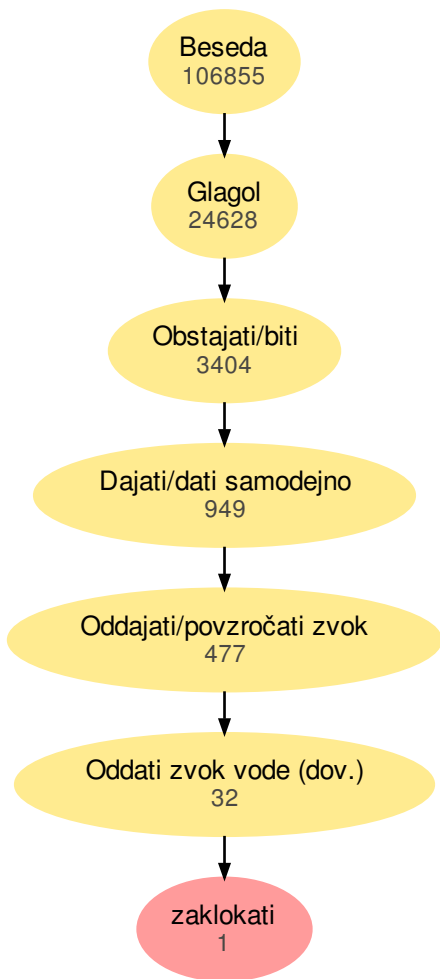 Beseda
106855
Glagol
24628
Obstajati/biti
3404
Dajati/dati samodejno
949
Oddajati/povzročati zvok
477
Oddati zvok vode (dov.)
32
zaklokati
1